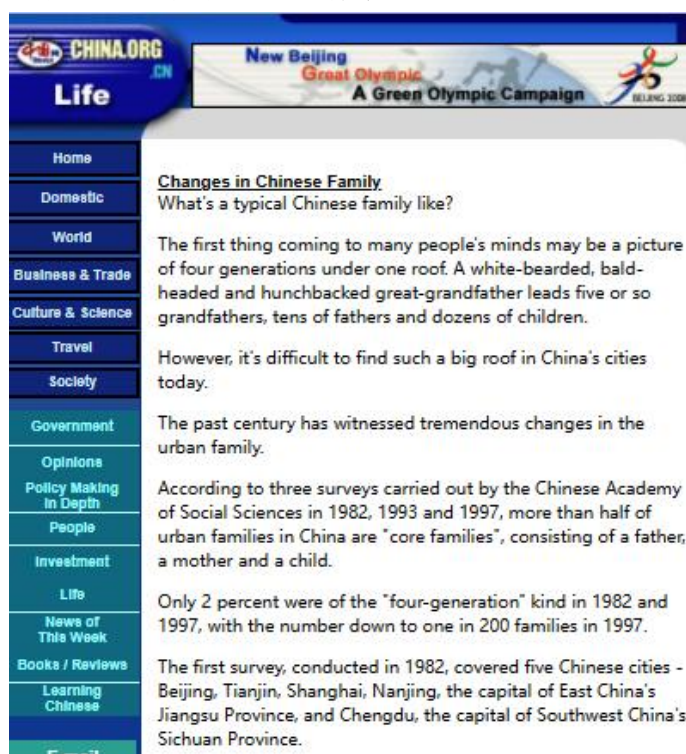 CHINA.ORG
.CN
Life
New Beijing
Great Olympic
A Green Olympic Campaign
BEIJING 2008
Home
Domestic
World
Business & Trade
Culture & Science
Travel
Society
Government
Opinions
Policy Making
In Depth
People
Investment
Life
News of
This Week
Books / Reviews
Learning
Chinese
Changes in Chinese Family
What's a typical Chinese family like?
The first thing coming to many people's minds may be a picture
of four generations under one roof. A white-bearded, bald-
headed and hunchbacked great-grandfather leads five or so
grandfathers, tens of fathers and dozens of children.
However, it's difficult to find such a big roof in China's cities
today.
The past century has witnessed tremendous changes in the
urban family.
According to three surveys carried out by the Chinese Academy
of Social Sciences in 1982, 1993 and 1997, more than half of
urban families in China are "core families", consisting of a father,
a mother and a child.
Only 2 percent were of the "four-generation" kind in 1982 and
1997, with the number down to one in 200 families in 1997.
The first survey, conducted in 1982, covered five Chinese cities -
Beijing, Tianjin, Shanghai, Nanjing, the capital of East China's
Jiangsu Province, and Chengdu, the capital of Southwest China's
Sichuan Province.